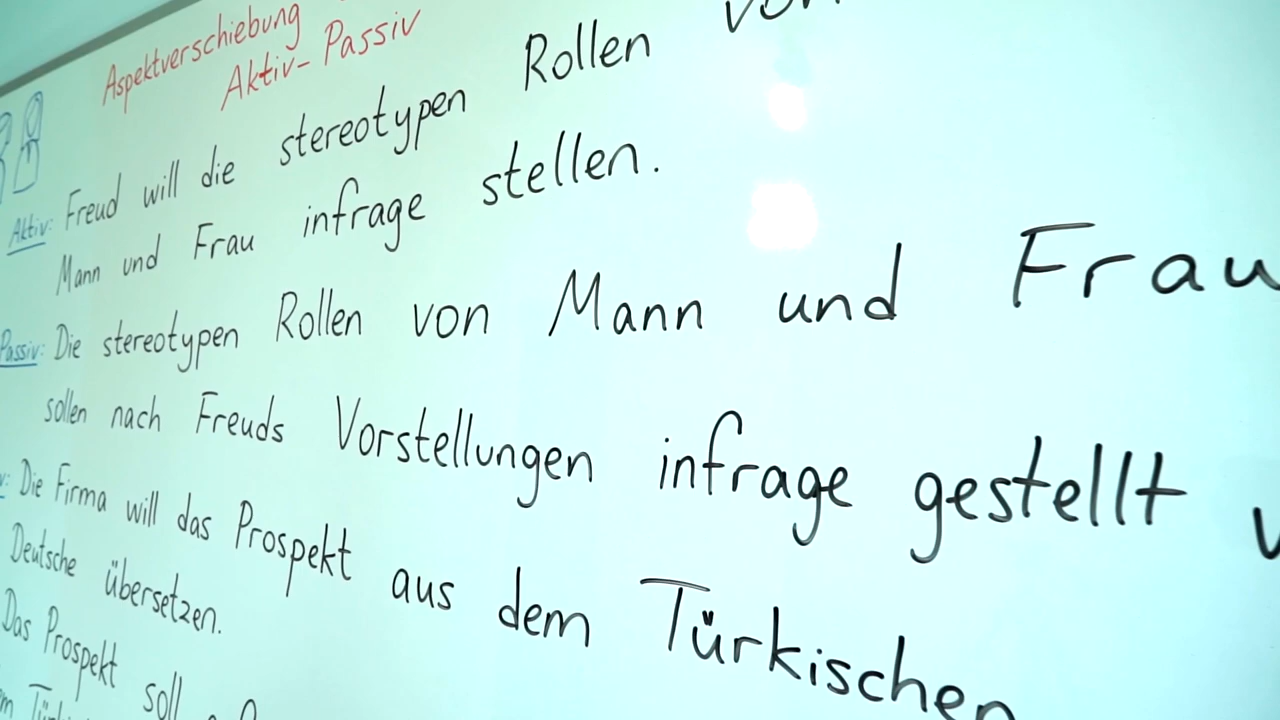 Aspektverschiebung
Aktiv-Passiv
Aktiv: Freud will die stereotypen Rollen von
Mann und Frau infrage stellen.
Passiv: Die stereotypen Rollen von Mann und Frau
sollen nach Freuds Vorstellungen infrage gestellt
Die Firma will das Prospekt aus dem Türkischen
Deutsche übersetzen.
Das Prospekt soll